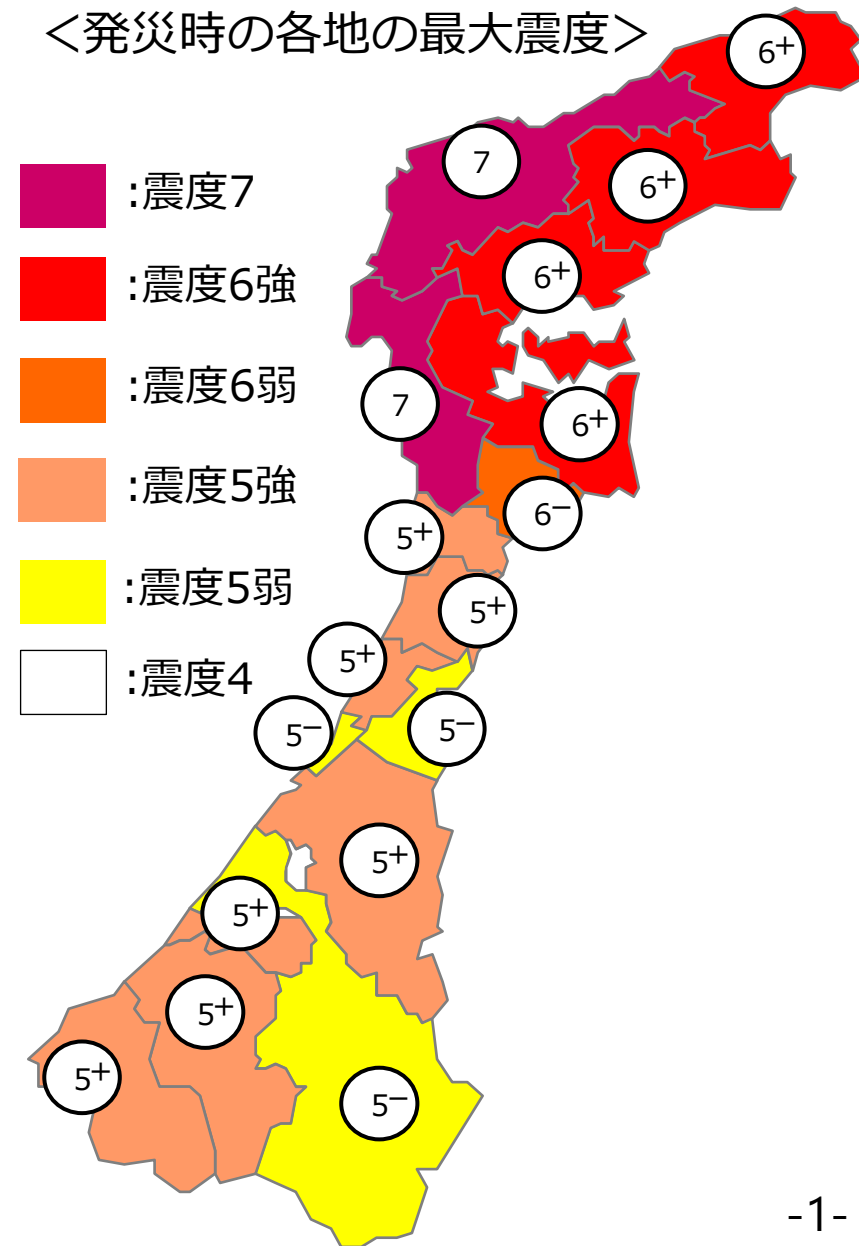 ＜発災時の各地の最大震度＞
6+
7
:震度7
6+
:震度6強
6+
:震度6弱
7
6+
:震度5強
6−
5+
:震度5弱
5+
5+
:震度4
5−
5−
5+
5+
5+
5+
5−
-1-